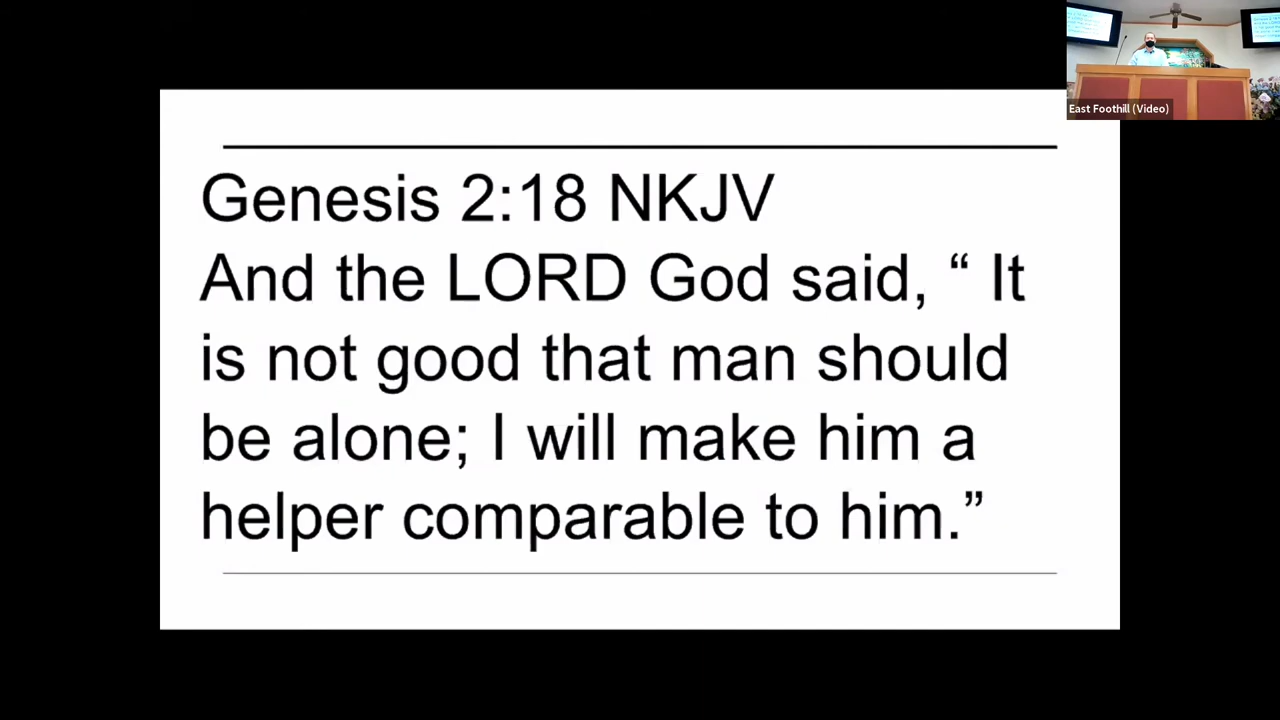 Genesis 2:18 NKJV
And the LORD God said, “ It
is not good that man should
be alone; I will make him a
helper comparable to him.”
East Foothill (Video)